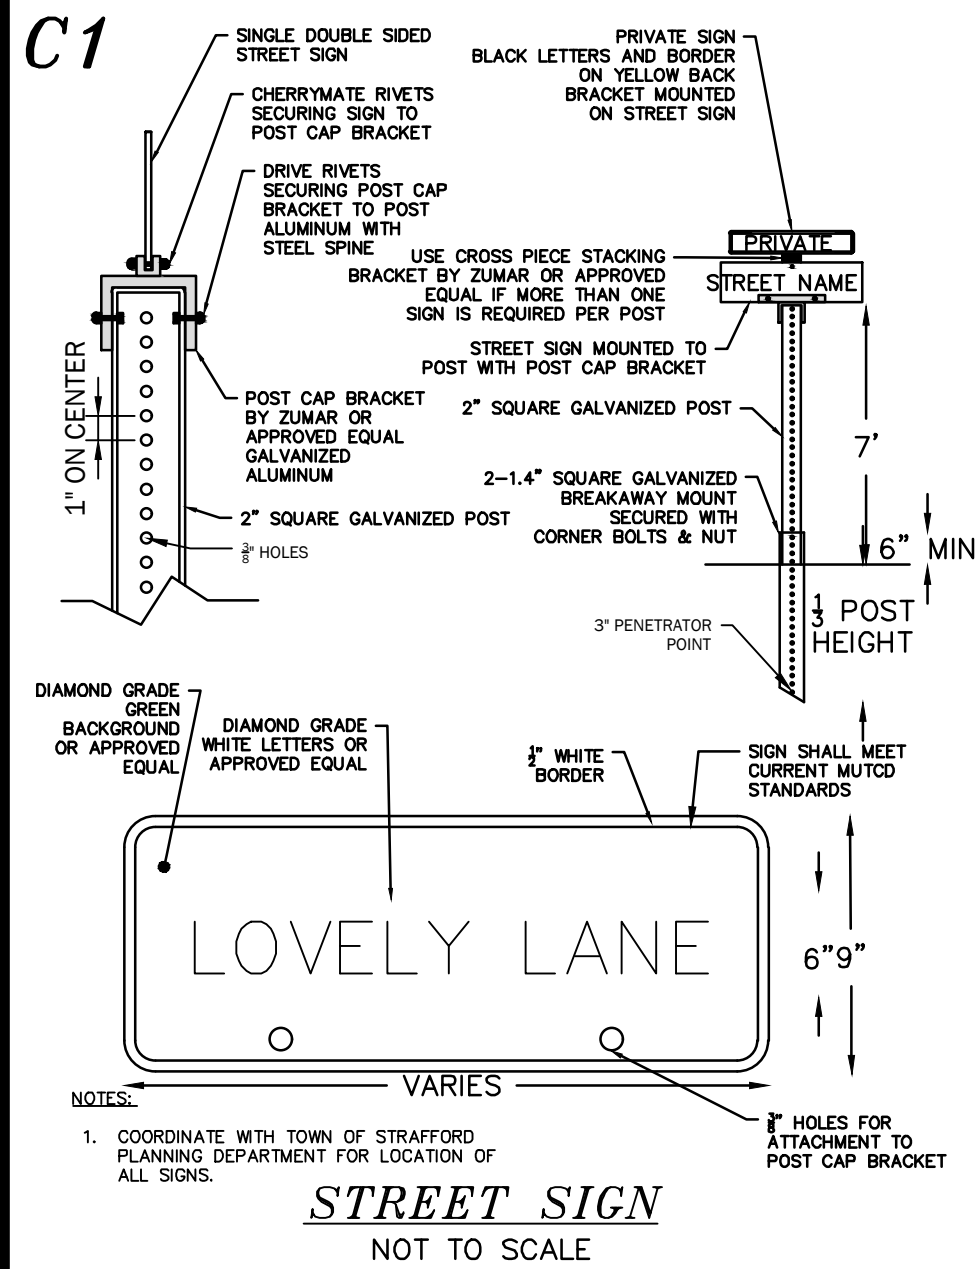 C1
SINGLE DOUBLE SIDED
STREET SIGN
CHERRYMATE RIVETS
SECURING SIGN TO
POST CAP BRACKET
DRIVE RIVETS
SECURING POST CAP
BRACKET TO POST
ALUMINUM WITH
STEEL SPINE
1" ON CENTER
POST CAP BRACKET
BY ZUMAR OR
APPROVED EQUAL
GALVANIZED
ALUMINUM
2" SQUARE GALVANIZED POST
3/8" HOLES
PRIVATE SIGN
BLACK LETTERS AND BORDER
ON YELLOW BACK
BRACKET MOUNTED
ON STREET SIGN
PRIVATE
STREET NAME
USE CROSS PIECE STACKING
BRACKET BY ZUMAR OR APPROVED
EQUAL IF MORE THAN ONE
SIGN IS REQUIRED PER POST
STREET SIGN MOUNTED TO
POST WITH POST CAP BRACKET
2" SQUARE GALVANIZED POST
7'
2-1.4" SQUARE GALVANIZED
BREAKAWAY MOUNT
SECURED WITH
CORNER BOLTS & NUT
6" MIN
1/3 POST
HEIGHT
3" PENETRATOR
POINT
DIAMOND GRADE
GREEN
BACKGROUND
OR APPROVED
EQUAL
DIAMOND GRADE
WHITE LETTERS OR
APPROVED EQUAL
1/2" WHITE
BORDER
SIGN SHALL MEET
CURRENT MUTCD
STANDARDS
LOVELY LANE
6" 9"
VARIES
3/8" HOLES FOR
ATTACHMENT TO
POST CAP BRACKET
NOTES:
1. COORDINATE WITH TOWN OF STRAFFORD
PLANNING DEPARTMENT FOR LOCATION OF
ALL SIGNS.
STREET SIGN
NOT TO SCALE